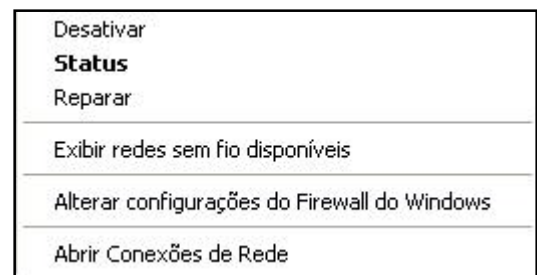 Desativar
Status
Reparar
Exibir redes sem fio disponíveis
Alterar configurações do Firewall do Windows
Abrir Conexões de Rede